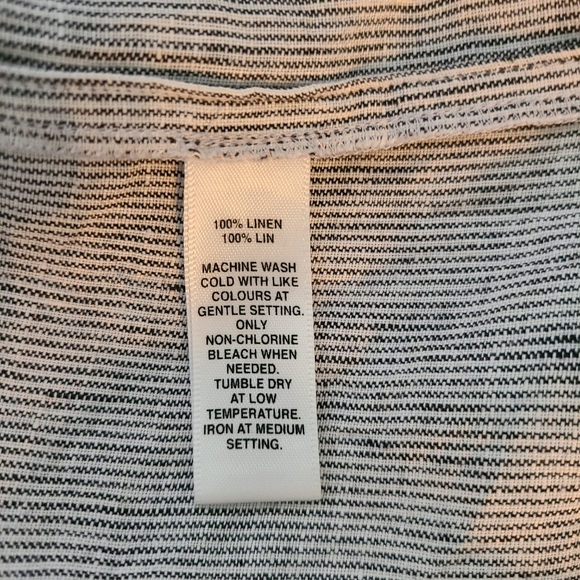 100% LINEN
100% LIN
MACHINE WASH
COLD WITH LIKE
COLOURS AT
GENTLE SETTING.
ONLY
NON-CHLORINE
BLEACH WHEN
NEEDED.
TUMBLE DRY
AT LOW
TEMPERATURE.
IRON AT MEDIUM
SETTING.